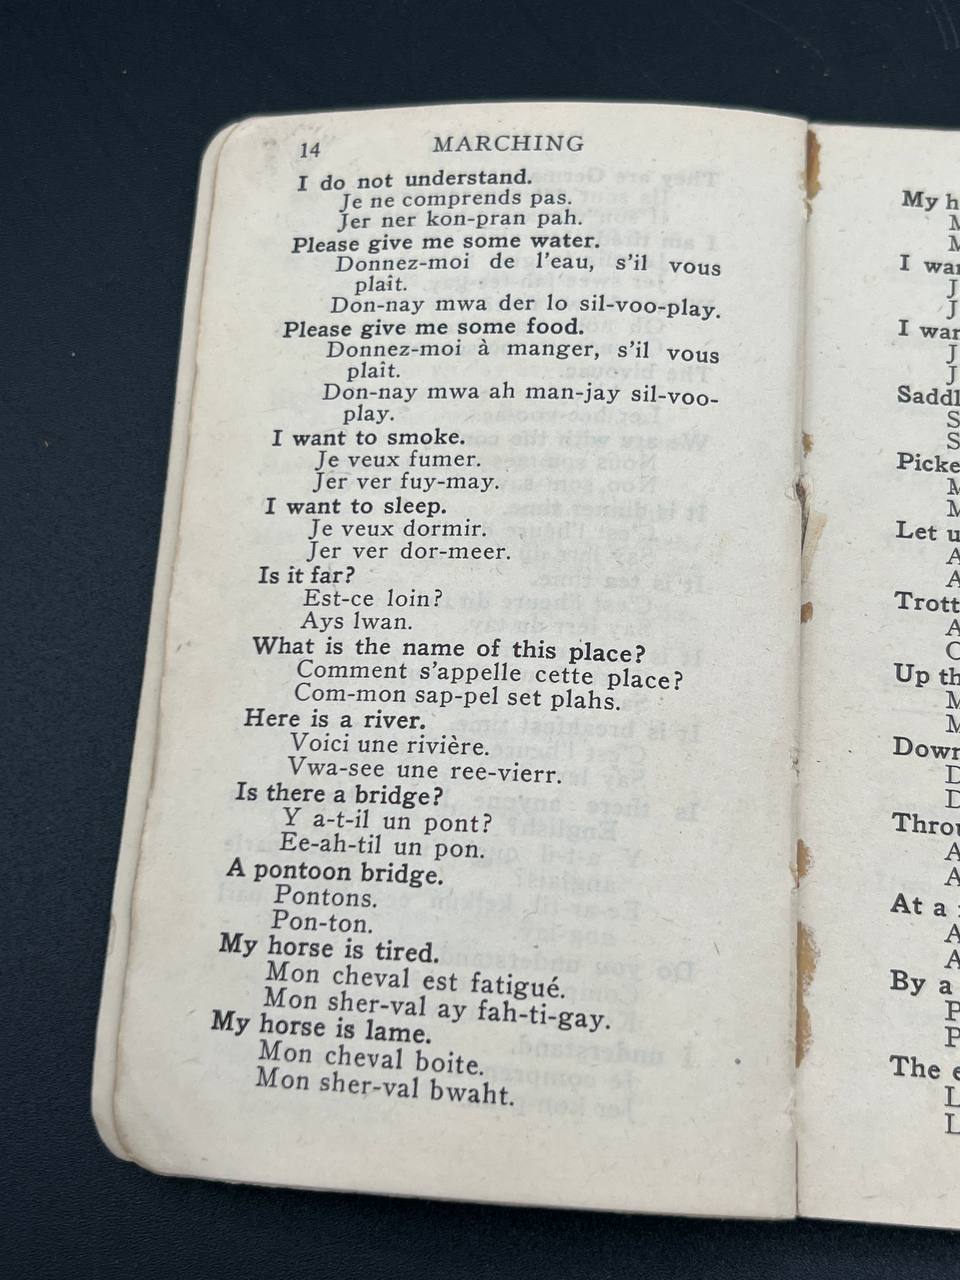 14 MARCHING
I do not understand.
Je ne comprends pas.
Jer ner kon-pran pah.
Please give me some water.
Donnez-moi de l'eau, s'il vous
plait.
Don-nay mwa der lo sil-voo-play.
Please give me some food.
Donnez-moi à manger, s'il vous
plaît.
Don-nay mwa ah man-jay sil-voo-
play.
I want to smoke.
Je veux fumer.
Jer ver fuy-may.
I want to sleep.
Je veux dormir.
Jer ver dor-meer.
Is it far?
Est-ce loin?
Ays lwan.
What is the name of this place?
Comment s'appelle cette place?
Com-mon sap-pel set plahs.
Here is a river.
Voici une rivière.
Vwa-see une ree-vierr.
Is there a bridge?
Y a-t-il un pont?
Ee-ah-til un pon.
A pontoon bridge.
Pontons.
Pon-ton.
My horse is tired.
Mon cheval est fatigué.
Mon sher-val ay fah-ti-gay.
My horse is lame.
Mon cheval boite.
Mon sher-val bwaht.
My h
M
M
I wa
J
J
I war
J
J
Saddl
S
S
Picke
M
M
Let u
A
A
Trott
A
C
Up th
M
M
Down
D
D
Throu
A
A
At a
A
A
By a
P
P
The e
L
L